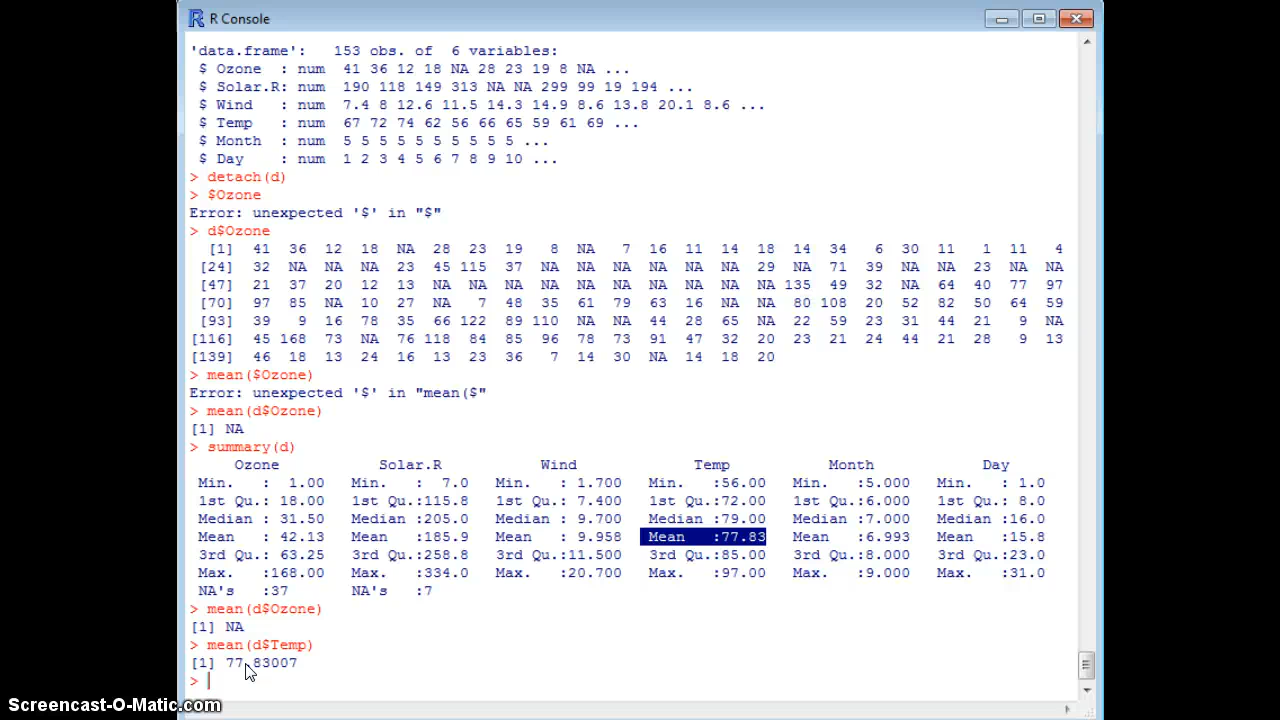 R Console
'data.frame':   153 obs. of  6 variables:
 $ Ozone  : num  41 36 12 18 NA 28 23 19 8 NA ...
 $ Solar.R: num  190 118 149 313 NA NA 299 99 19 194 ...
 $ Wind   : num  7.4 8 12.6 11.5 14.3 14.9 8.6 13.8 20.1 8.6 ...
 $ Temp   : num  67 72 74 62 56 66 65 59 61 69 ...
 $ Month  : num  5 5 5 5 5 5 5 5 5 5 ...
 $ Day    : num  1 2 3 4 5 6 7 8 9 10 ...
> detach(d)
> $Ozone
Error: unexpected '$' in "$"
> d$Ozone
  [1]  41  36  12  18  NA  28  23  19   8  NA   7  16  11  14  18  14  34   6  30  11   1  11   4
 [24]  32  NA  NA  NA  23  45 115  37  NA  NA  NA  NA  NA  NA  29  NA  71  39  NA  NA  23  NA  NA
 [47]  21  37  20  12  13  NA  NA  NA  NA  NA  NA  NA  NA  NA  NA 135  49  32  NA  64  40  77  97
 [70]  97  85  NA  10  27  NA   7  48  35  61  79  63  16  NA  NA  80 108  20  52  82  50  64  59
 [93]  39   9  16  78  35  66 122  89 110  NA  NA  44  28  65  NA  22  59  23  31  44  21   9  NA
[116]  45 168  73  NA  76 118  84  85  96  78  73  91  47  32  20  23  21  24  44  21  28   9  13
[139]  46  18  13  24  16  13  23  36   7  14  30  NA  14  18  20
> mean($Ozone)
Error: unexpected '$' in "mean($"
> mean(d$Ozone)
[1] NA
> summary(d)
     Ozone           Solar.R           Wind             Temp           Month            Day      
 Min.   :  1.00   Min.   :  7.0   Min.   : 1.700   Min.   :56.00   Min.   :5.000   Min.   : 1.0
 1st Qu.: 18.00   1st Qu.:115.8   1st Qu.: 7.400   1st Qu.:72.00   1st Qu.:6.000   1st Qu.: 8.0
 Median : 31.50   Median :205.0   Median : 9.700   Median :79.00   Median :7.000   Median :16.0
 Mean   : 42.13   Mean   :185.9   Mean   : 9.958   Mean   :77.83   Mean   :6.993   Mean   :15.8
 3rd Qu.: 63.25   3rd Qu.:258.8   3rd Qu.:11.500   3rd Qu.:85.00   3rd Qu.:8.000   3rd Qu.:23.0
 Max.   :168.00   Max.   :334.0   Max.   :20.700   Max.   :97.00   Max.   :9.000   Max.   :31.0
 NA's   :37       NA's   :7
> mean(d$Ozone)
[1] NA
> mean(d$Temp)
[1] 77.83007
>
Screencast-O-Matic.com